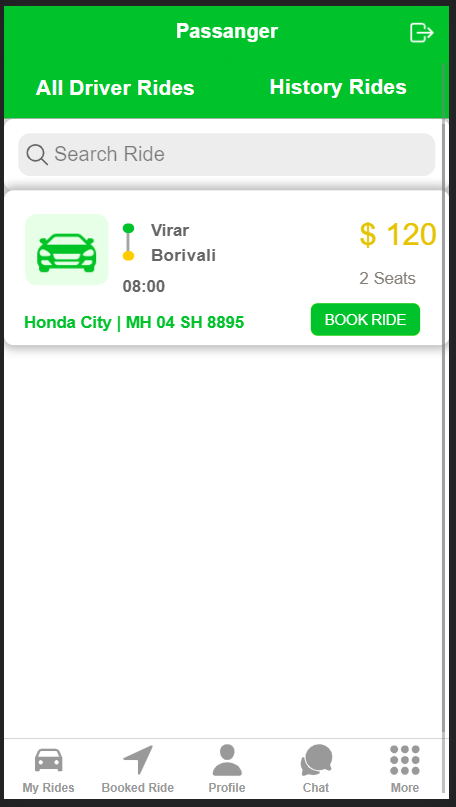 Passanger
All Driver Rides
History Rides
Search Ride
Virar
Borivali
08:00
$ 120
2 Seats
Honda City | MH 04 SH 8895
BOOK RIDE
My Rides
Booked Ride
Profile
Chat
More